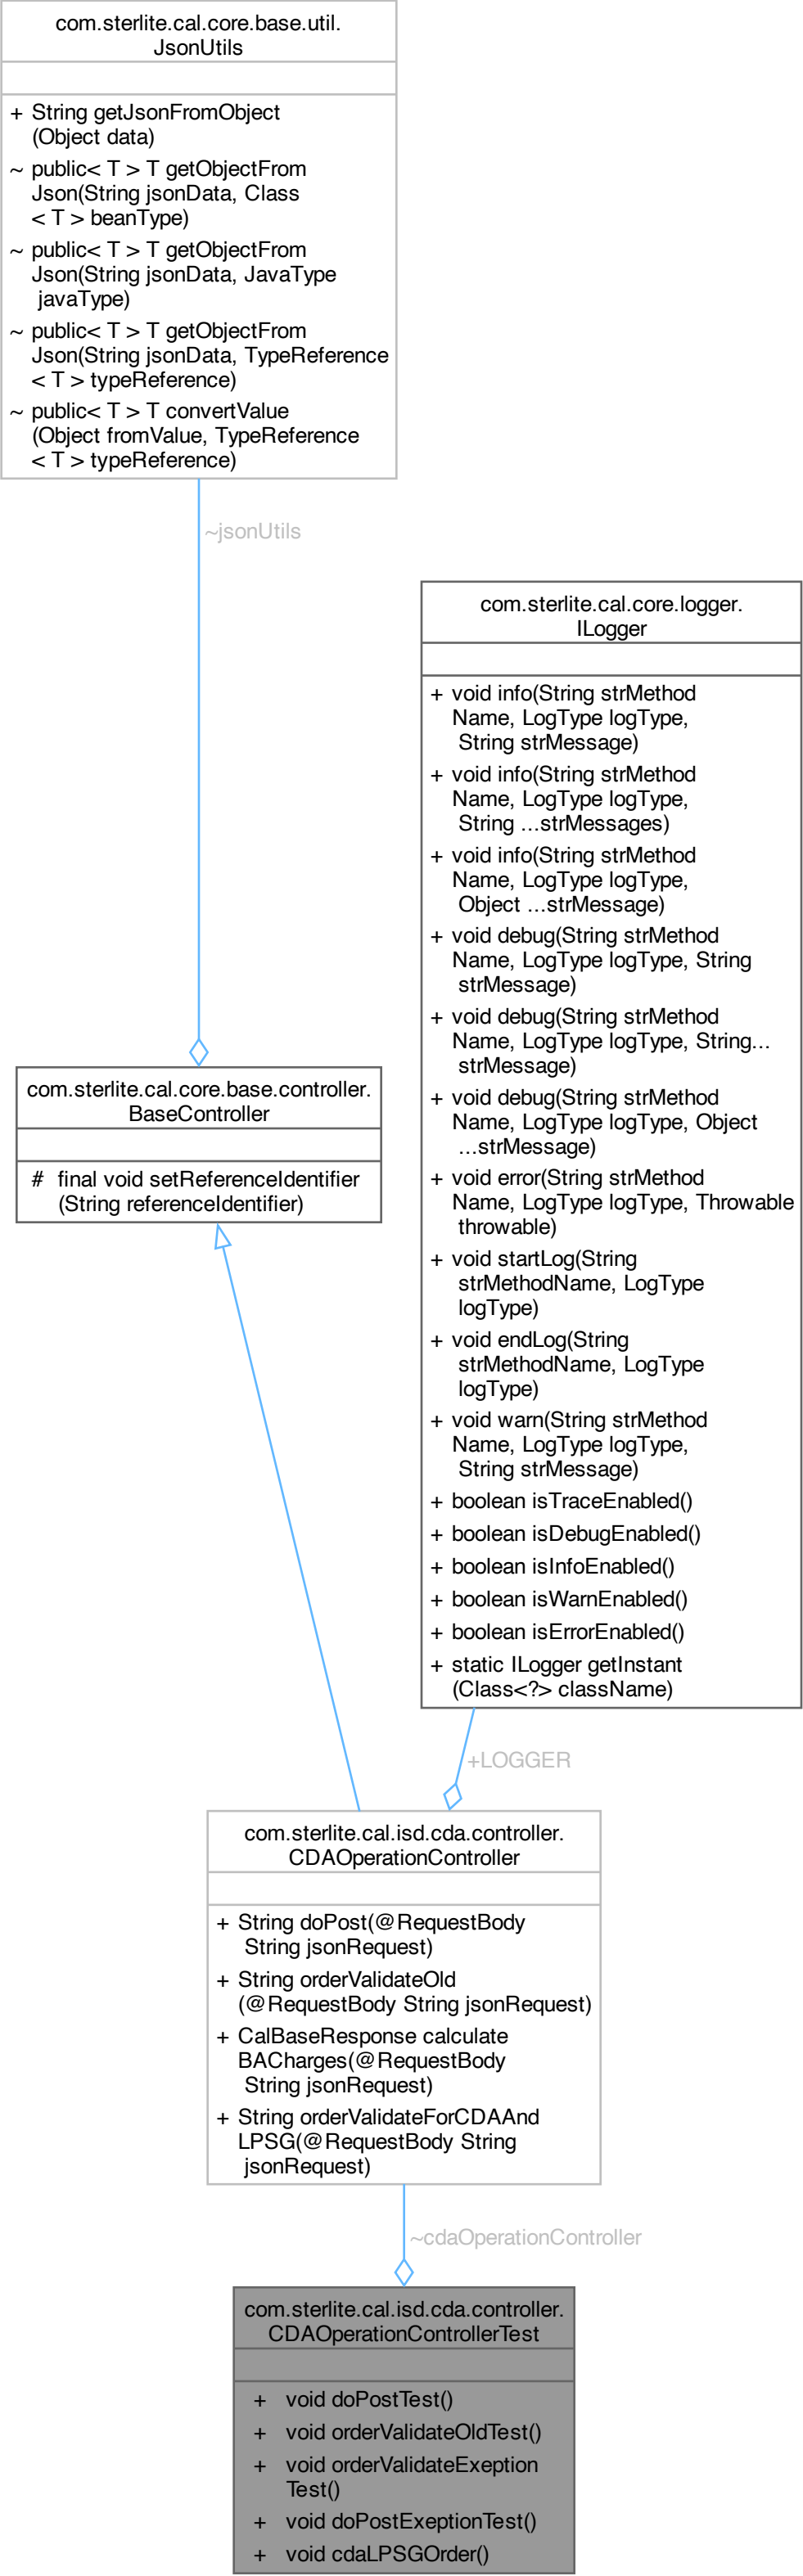 com.sterlite.cal.core.base.util.
JsonUtils
+ String getJsonFromObject
(Object data)
~ public< T > T getObjectFrom
Json(String jsonData, Class
< T > beanType)
~ public< T > T getObjectFrom
Json(String jsonData, JavaType
javaType)
~ public< T > T getObjectFrom
Json(String jsonData, TypeReference
< T > typeReference)
~ public< T > T convertValue
(Object fromValue, TypeReference
< T > typeReference)
~jsonUtils
com.sterlite.cal.core.logger.
ILogger
+ void info(String strMethod
Name, LogType logType,
String strMessage)
+ void info(String strMethod
Name, LogType logType,
String ...strMessages)
+ void info(String strMethod
Name, LogType logType,
Object ...strMessage)
+ void debug(String strMethod
Name, LogType logType, String
strMessage)
+ void debug(String strMethod
Name, LogType logType, String...
strMessage)
+ void debug(String strMethod
Name, LogType logType, Object
...strMessage)
+ void error(String strMethod
Name, LogType logType, Throwable
throwable)
+ void startLog(String
strMethodName, LogType
logType)
+ void endLog(String
strMethodName, LogType
logType)
+ void warn(String strMethod
Name, LogType logType,
String strMessage)
+ boolean isTraceEnabled()
+ boolean isDebugEnabled()
+ boolean isInfoEnabled()
+ boolean isWarnEnabled()
+ boolean isErrorEnabled()
+ static ILogger getInstant
(Class<?> className)
com.sterlite.cal.core.base.controller.
BaseController
# final void setReferenceIdentifier
(String referenceIdentifier)
+LOGGER
com.sterlite.cal.isd.cda.controller.
CDAOperationController
+ String doPost(@RequestBody
String jsonRequest)
+ String orderValidateOld
(@RequestBody String jsonRequest)
+ CalBaseResponse calculate
BACharges(@RequestBody
String jsonRequest)
+ String orderValidateForCDAAnd
LPSG(@RequestBody String
jsonRequest)
~cdaOperationController
com.sterlite.cal.isd.cda.controller.
CDAOperationControllerTest
+ void doPostTest()
+ void orderValidateOldTest()
+ void orderValidateExeption
Test()
+ void doPostExeptionTest()
+ void cdaLPSGOrder()